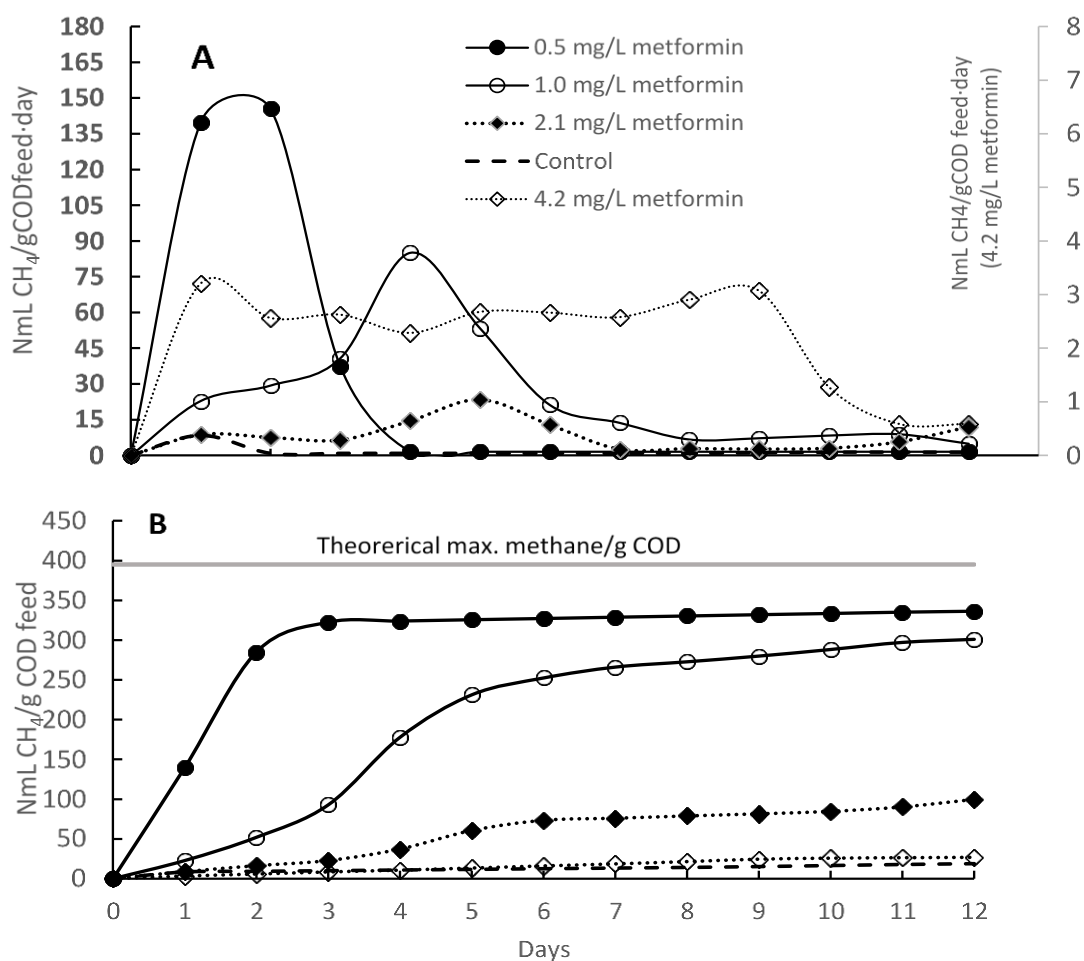 A
180
165
150
135
120
105
90
75
60
45
30
15
0
NmL CH4/gCODfeed·day
0.5 mg/L metformin
1.0 mg/L metformin
2.1 mg/L metformin
Control
4.2 mg/L metformin
8
7
6
5
4
3
2
1
0
NmL CH4/gCOD feed·day
(4.2 mg/L metformin)
B
450
400
350
300
250
200
150
100
50
0
NmL CH4/g COD feed
Theorerical max. methane/g COD
0 1 2 3 4 5 6 7 8 9 10 11 12
Days